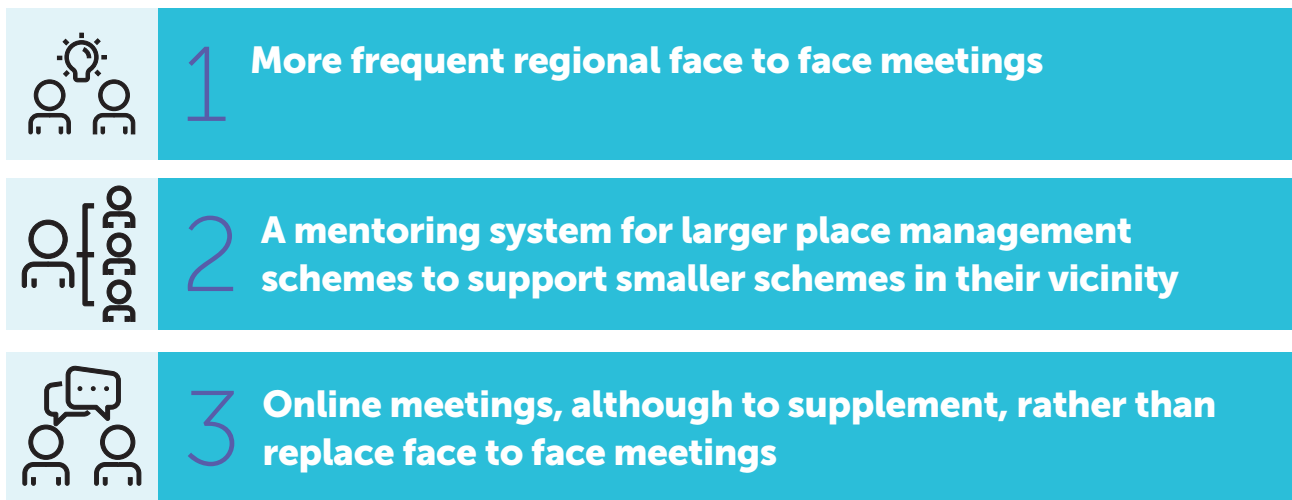 1 More frequent regional face to face meetings
2 A mentoring system for larger place management
schemes to support smaller schemes in their vicinity
3 Online meetings, although to supplement, rather than
replace face to face meetings